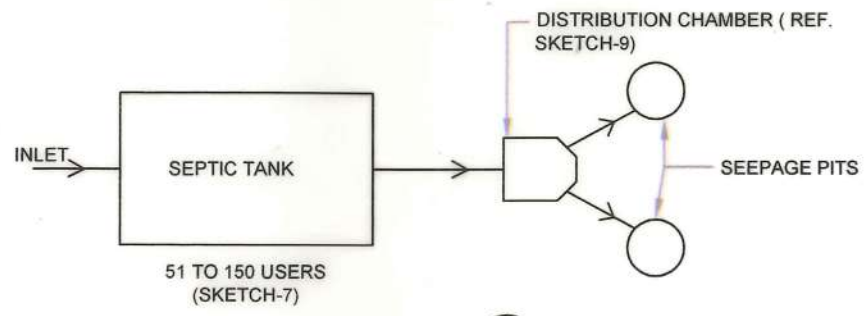 DISTRIBUTION CHAMBER ( REF.
SKETCH-9)
INLET
SEPTIC TANK
SEEPAGE PITS
51 TO 150 USERS
(SKETCH-7)